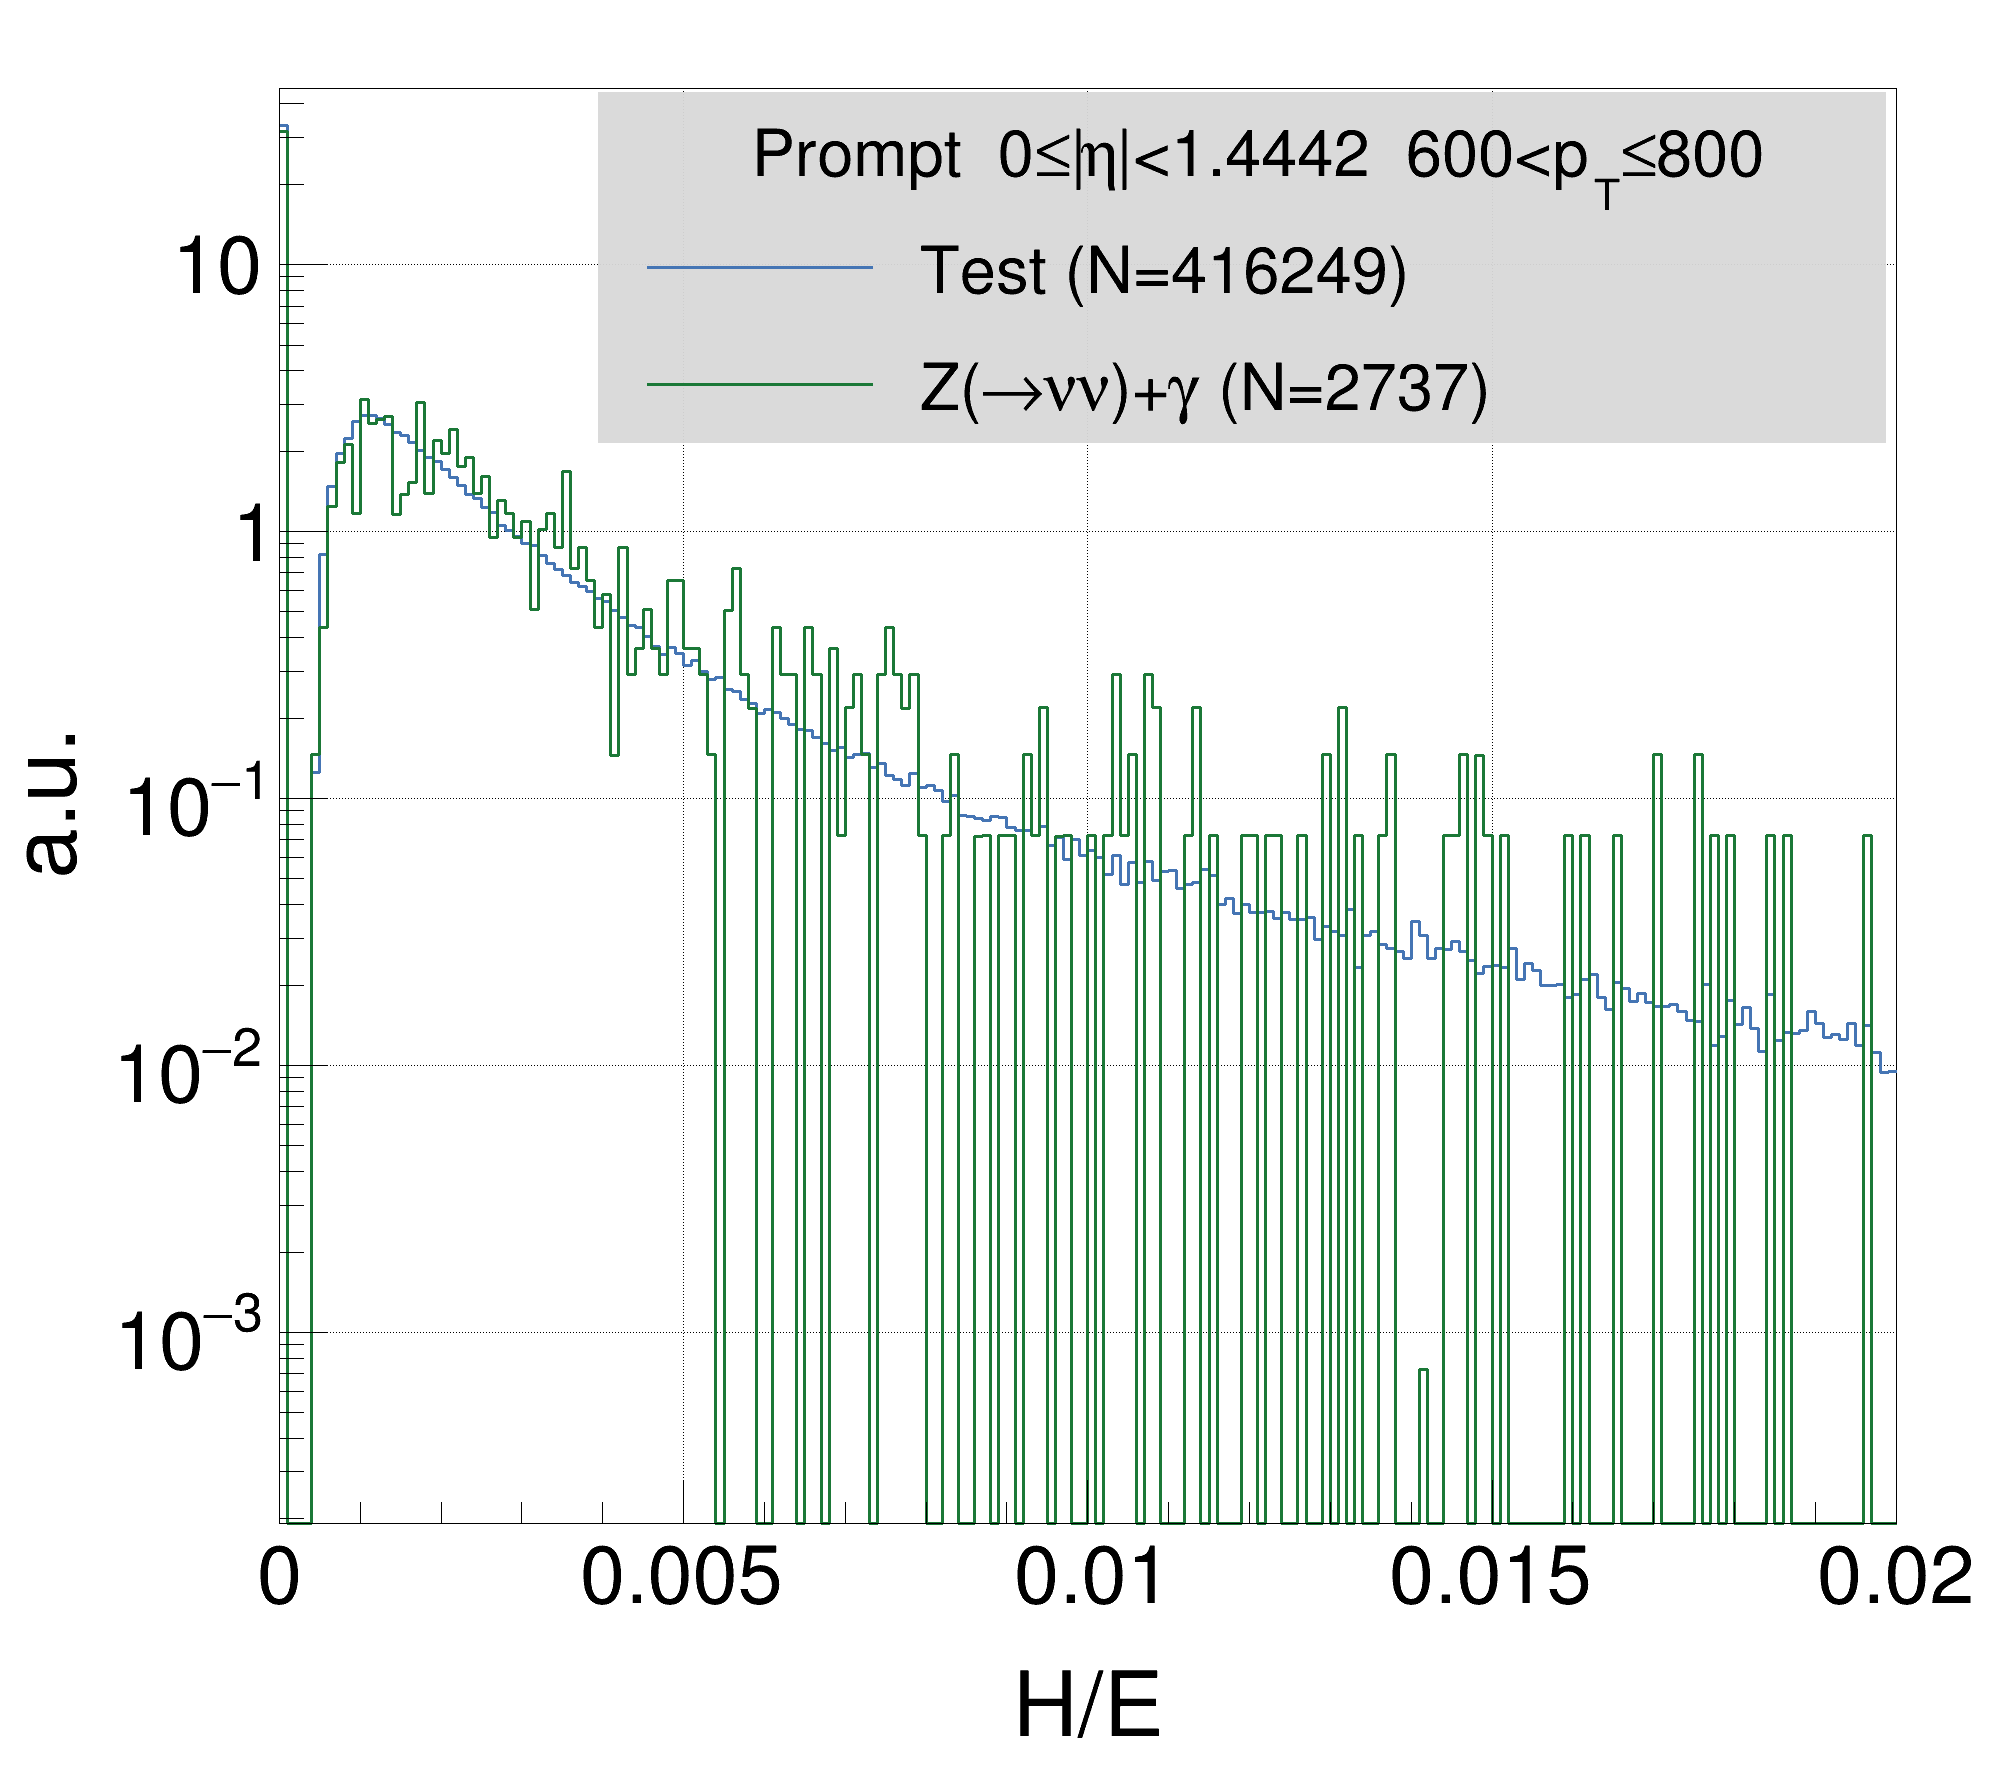 Prompt 0≤|η|<1.4442 600<p_T≤800
Test (N=416249)
Z(→νν)+γ (N=2737)
10
1
10⁻¹
10⁻²
10⁻³
a.u.
0 0.005 0.01 0.015 0.02
H/E